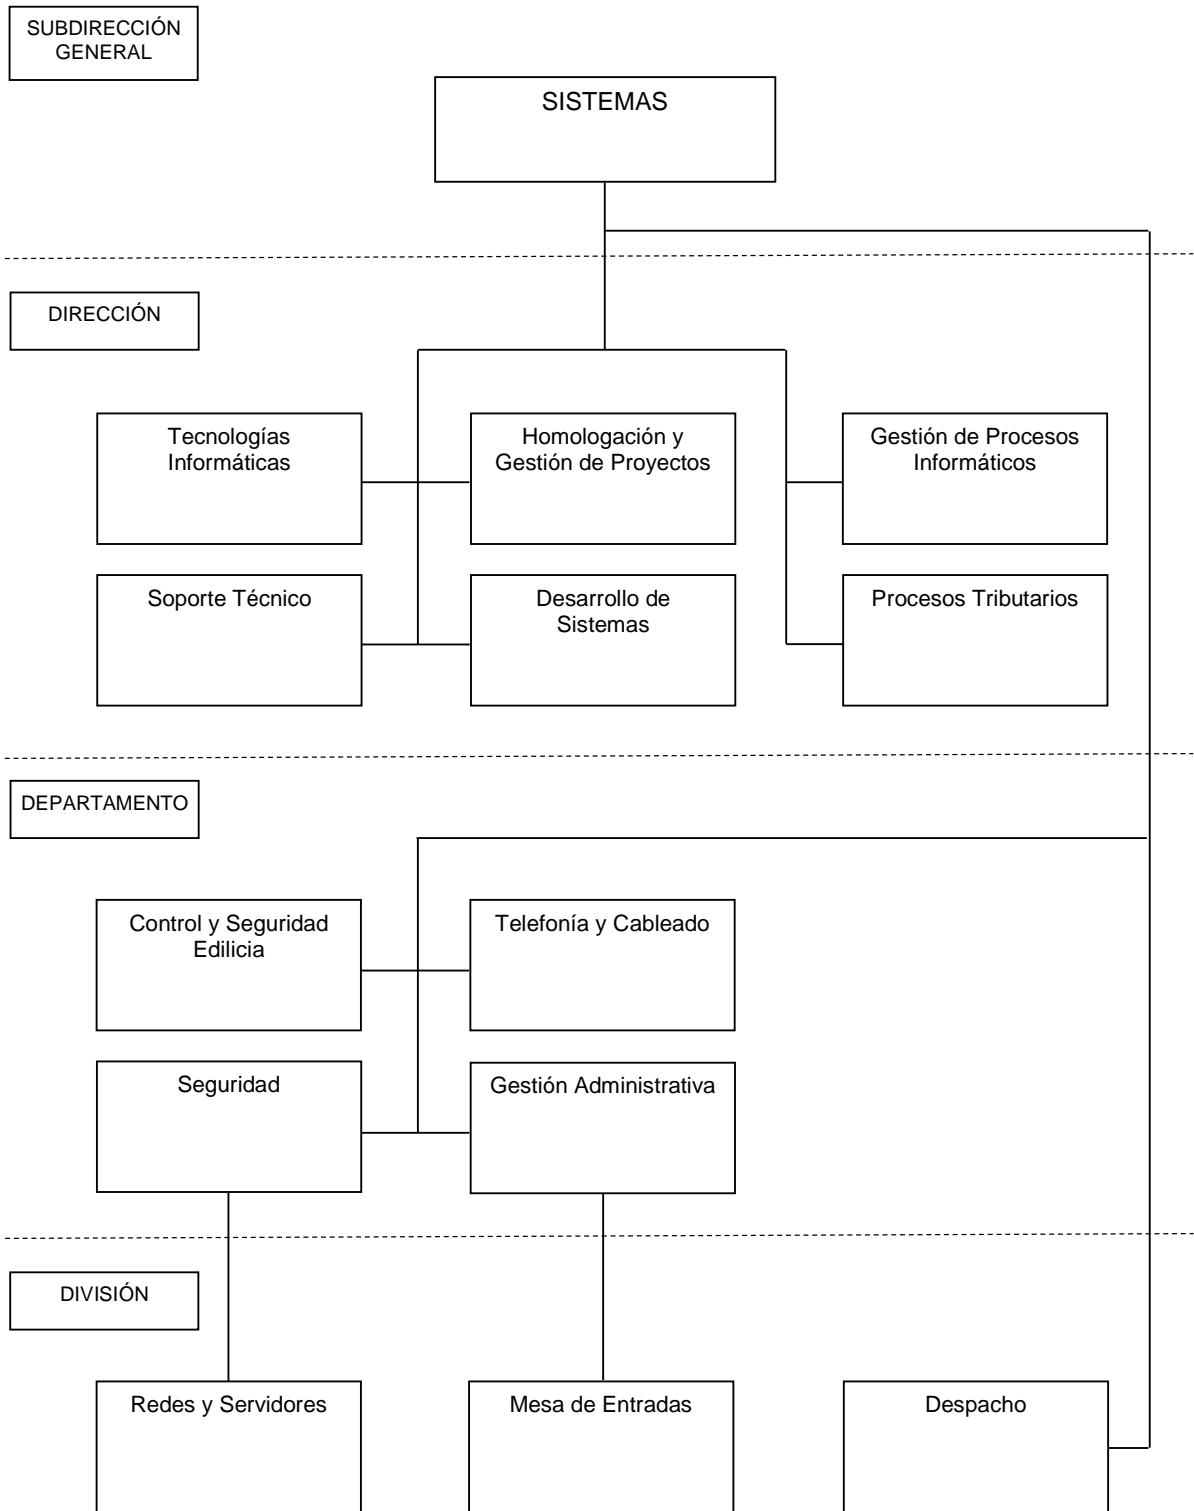 SUBDIRECCIÓN
GENERAL
SISTEMAS
DIRECCIÓN
Tecnologías
Informáticas
Homologación y
Gestión de Proyectos
Gestión de Procesos
Informáticos
Soporte Técnico
Desarrollo de
Sistemas
Procesos Tributarios
DEPARTAMENTO
Control y Seguridad
Edilicia
Telefonía y Cableado
Seguridad
Gestión Administrativa
DIVISIÓN
Redes y Servidores
Mesa de Entradas
Despacho